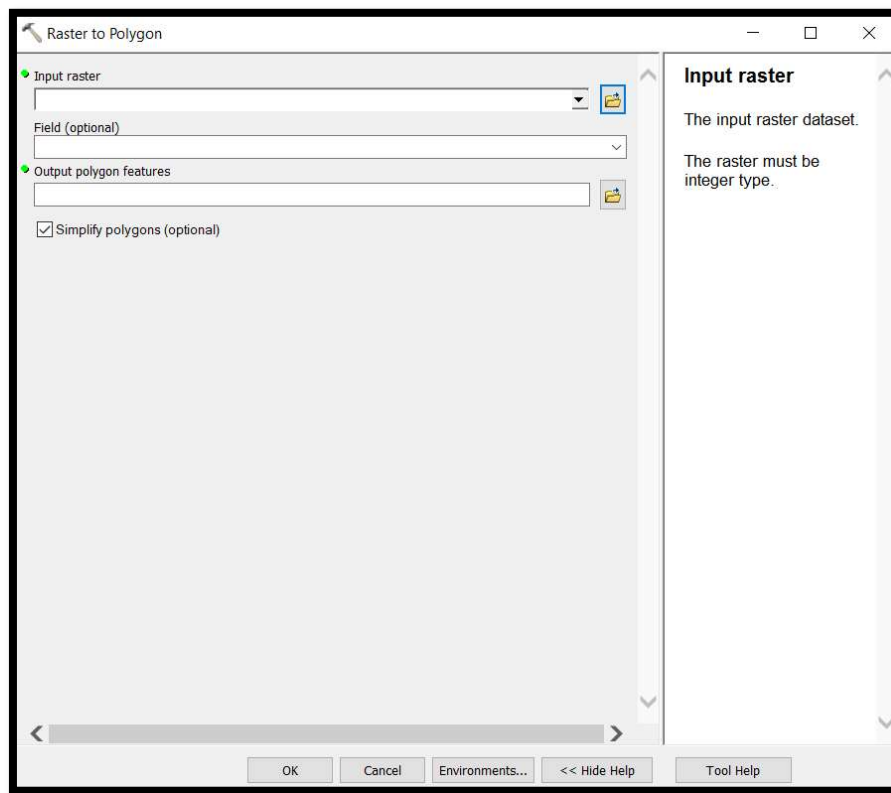 Raster to Polygon
Input raster
Field (optional)
Output polygon features
Simplify polygons (optional)
Input raster
The input raster dataset.
The raster must be
integer type.
OK
Cancel
Environments...
<< Hide Help
Tool Help